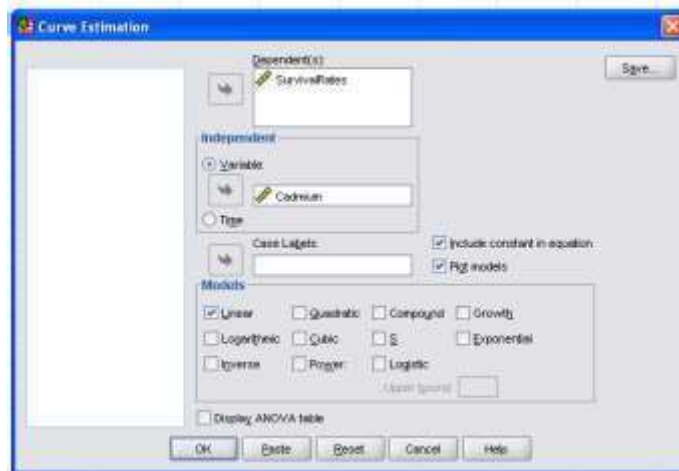 Curve Estimation
Dependent(s):
SurvivalRates
Save...
Independent
Variable:
Cadmium
Time
Case Labels:
Include constant in equation
Plot models
Models
Linear Quadratic Compound Growth
Logarithmic Cubic S Exponential
Inverse Power: Logistic
Upper bound:
Display ANOVA table
OK Paste Reset Cancel Help